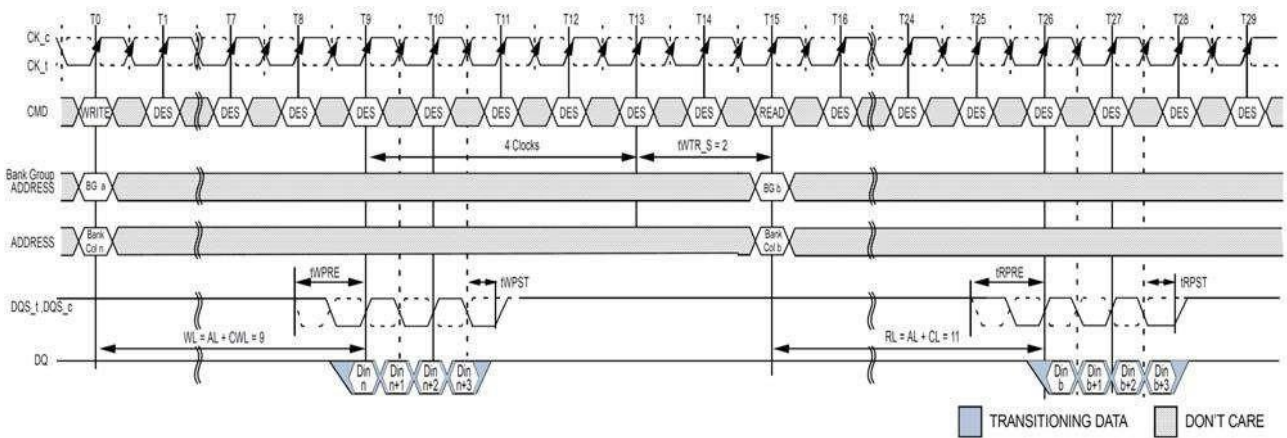 T0 T1 T7 T8 T9 T10 T11 T12 T13 T14 T15 T16 T24 T25 T26 T27 T28 T29
CK_c
CK_t
CMD WRITE DES DES DES DES DES DES DES DES DES READ DES DES DES DES DES DES DES
4 Clocks tWTR_S = 2
Bank Group
ADDRESS BG a BG b
ADDRESS Bank Col n Bank Col b
tWPRE tWPST tRPRE tRPST
DQS_t ,DQS_c
WL = AL + CWL = 9 RL = AL + CL = 11
DQ Din n Din n+1 Din n+2 Din n+3 Din b Din b+1 Din b+2 Din b+3
TRANSITIONING DATA DON'T CARE